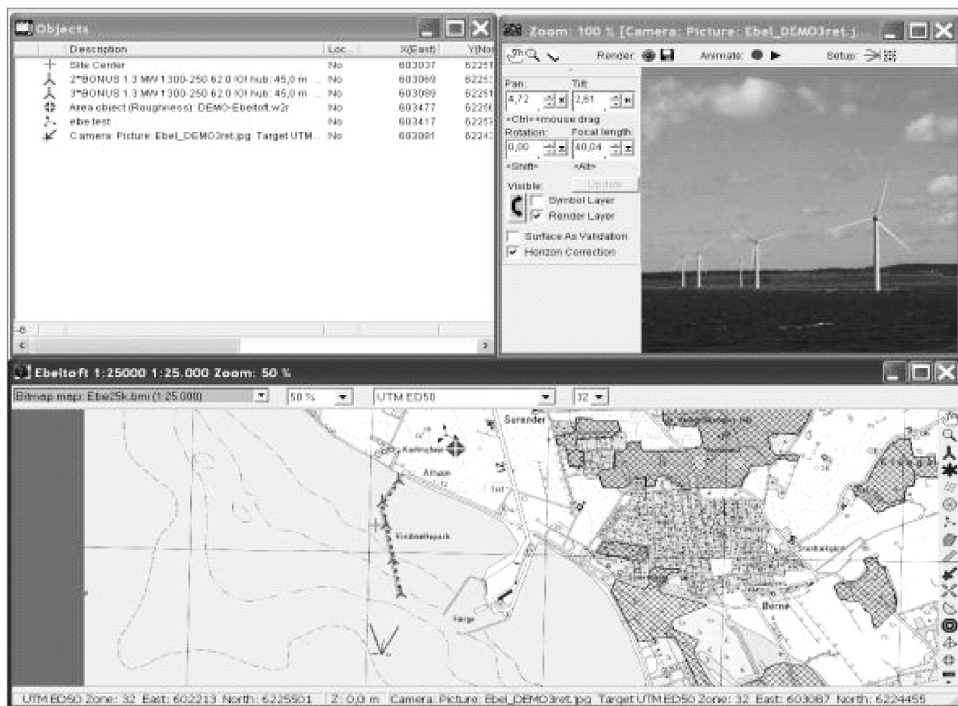 Objects
Description Loc... X(East) Y(Nor
Site Center No 603037
2*BONUS 1.3 MW 1300-250 62.0 !O! hub: 45,0 m ... No 603069
3*BONUS 1.3 MW 1300-250 62.0 !O! hub: 45,0 m ... No 603089
Area object (Roughness): DEMO-Ebeltoft.w2r No 603477
ebe test No 603417
Camera: Picture: Ebel_DEMO3ret.jpg Target UTM... No
Zoom: 100 % [Camera: Picture: Ebel_DEMO3ret.j...
Render: Animate: Setup:
Pan: Tilt
4,72 2,61
<Ctrl>+mouse drag
Rotation: Focal length:
0,00 40,04
<Shift> <Alt>
Visible: Update
Symbol Layer
Render Layer
Surface As Validation
Horizon Correction
Ebeltoft 1:25000 1:25.000 Zoom: 50 %
Bitmap map: Ebe25k.bmi (1:25.000) 50 % UTM ED50 32
Færge
UTM ED50 Zone: 32 East: 602213 North: 6225501 Z: 0,0 m Camera: Picture: Ebel_DEMO3ret.jpg Target UTM ED50 Zone: 32 East: 603087 North: 6224455